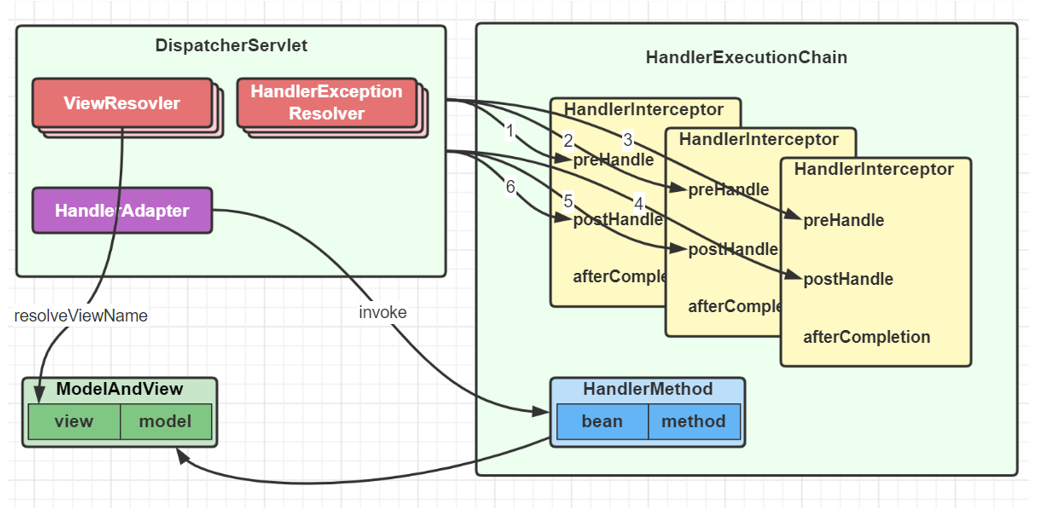 DispatcherServlet
ViewResovler
HandlerException
Resolver
HandlerAdapter
resolveViewName
invoke
ModelAndView
view model
HandlerExecutionChain
HandlerInterceptor
preHandle
postHandle
afterComple
HandlerInterceptor
preHandle
postHandle
afterComple
HandlerInterceptor
preHandle
postHandle
afterCompletion
1
2
3
6
5
4
HandlerMethod
bean method